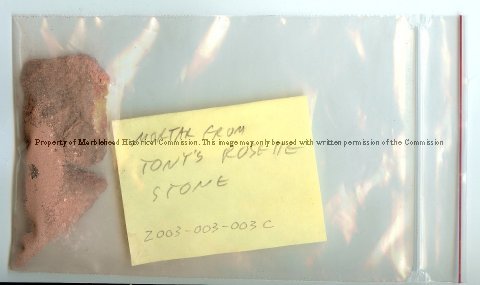 MORTAR FROM
Property of Marblehead Historical Commission. This image may only be used with written permission of the Commission
TONY'S ROSETTE
STONE
2003-003-003C